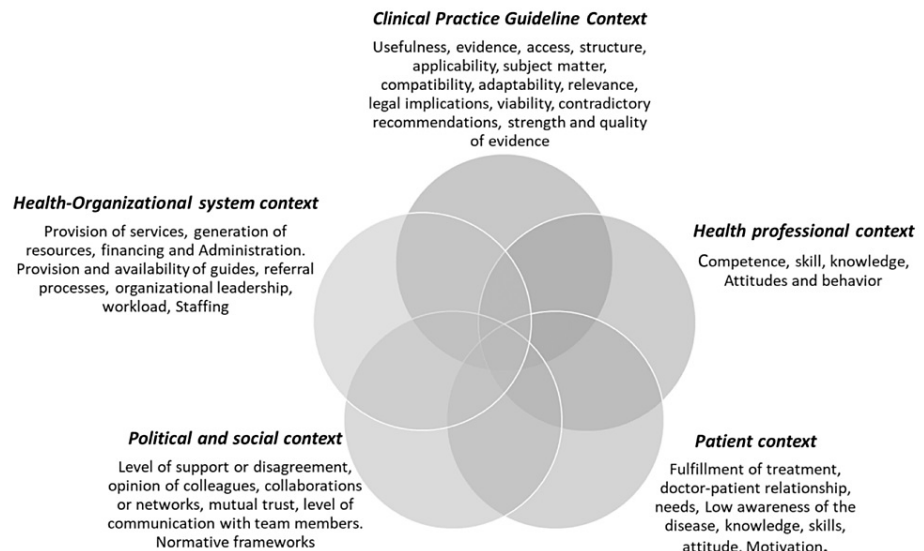 Clinical Practice Guideline Context
Usefulness, evidence, access, structure,
applicability, subject matter,
compatibility, adaptability, relevance,
legal implications, viability, contradictory
recommendations, strength and quality
of evidence
Health-Organizational system context
Provision of services, generation of
resources, financing and Administration.
Provision and availability of guides, referral
processes, organizational leadership,
workload, Staffing
Health professional context
Competence, skill, knowledge,
Attitudes and behavior
Political and social context
Level of support or disagreement,
opinion of colleagues, collaborations
or networks, mutual trust, level of
communication with team members.
Normative frameworks
Patient context
Fulfillment of treatment,
doctor-patient relationship,
needs, Low awareness of the
disease, knowledge, skills,
attitude, Motivation.